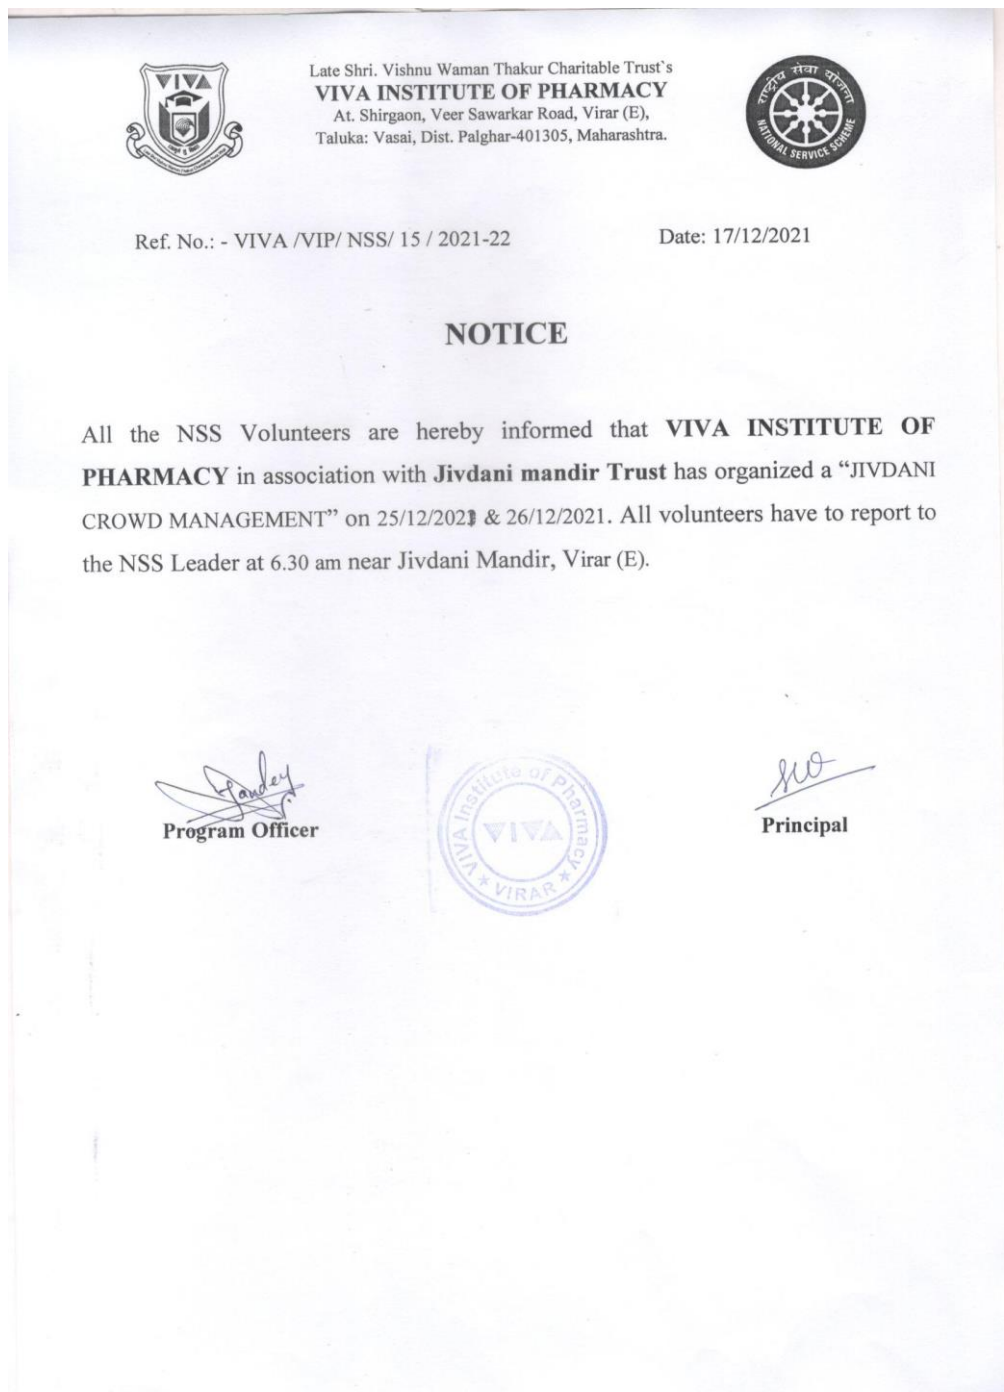 VIVA
Late Shri. Vishnu Waman Thakur Charitable Trust`s
VIVA INSTITUTE OF PHARMACY
At. Shirgaon, Veer Sawarkar Road, Virar (E),
Taluka: Vasai, Dist. Palghar-401305, Maharashtra.
राष्ट्रीय सेवा योजना
NATIONAL SERVICE SCHEME
Ref. No.: - VIVA /VIP/ NSS/ 15 / 2021-22
Date: 17/12/2021
NOTICE
All the NSS Volunteers are hereby informed that VIVA INSTITUTE OF
PHARMACY in association with Jivdani mandir Trust has organized a “JIVDANI
CROWD MANAGEMENT” on 25/12/2021 & 26/12/2021. All volunteers have to report to
the NSS Leader at 6.30 am near Jivdani Mandir, Virar (E).
Program Officer
VIVA Institute of Pharmacy
VIVA
VIRAR
Principal